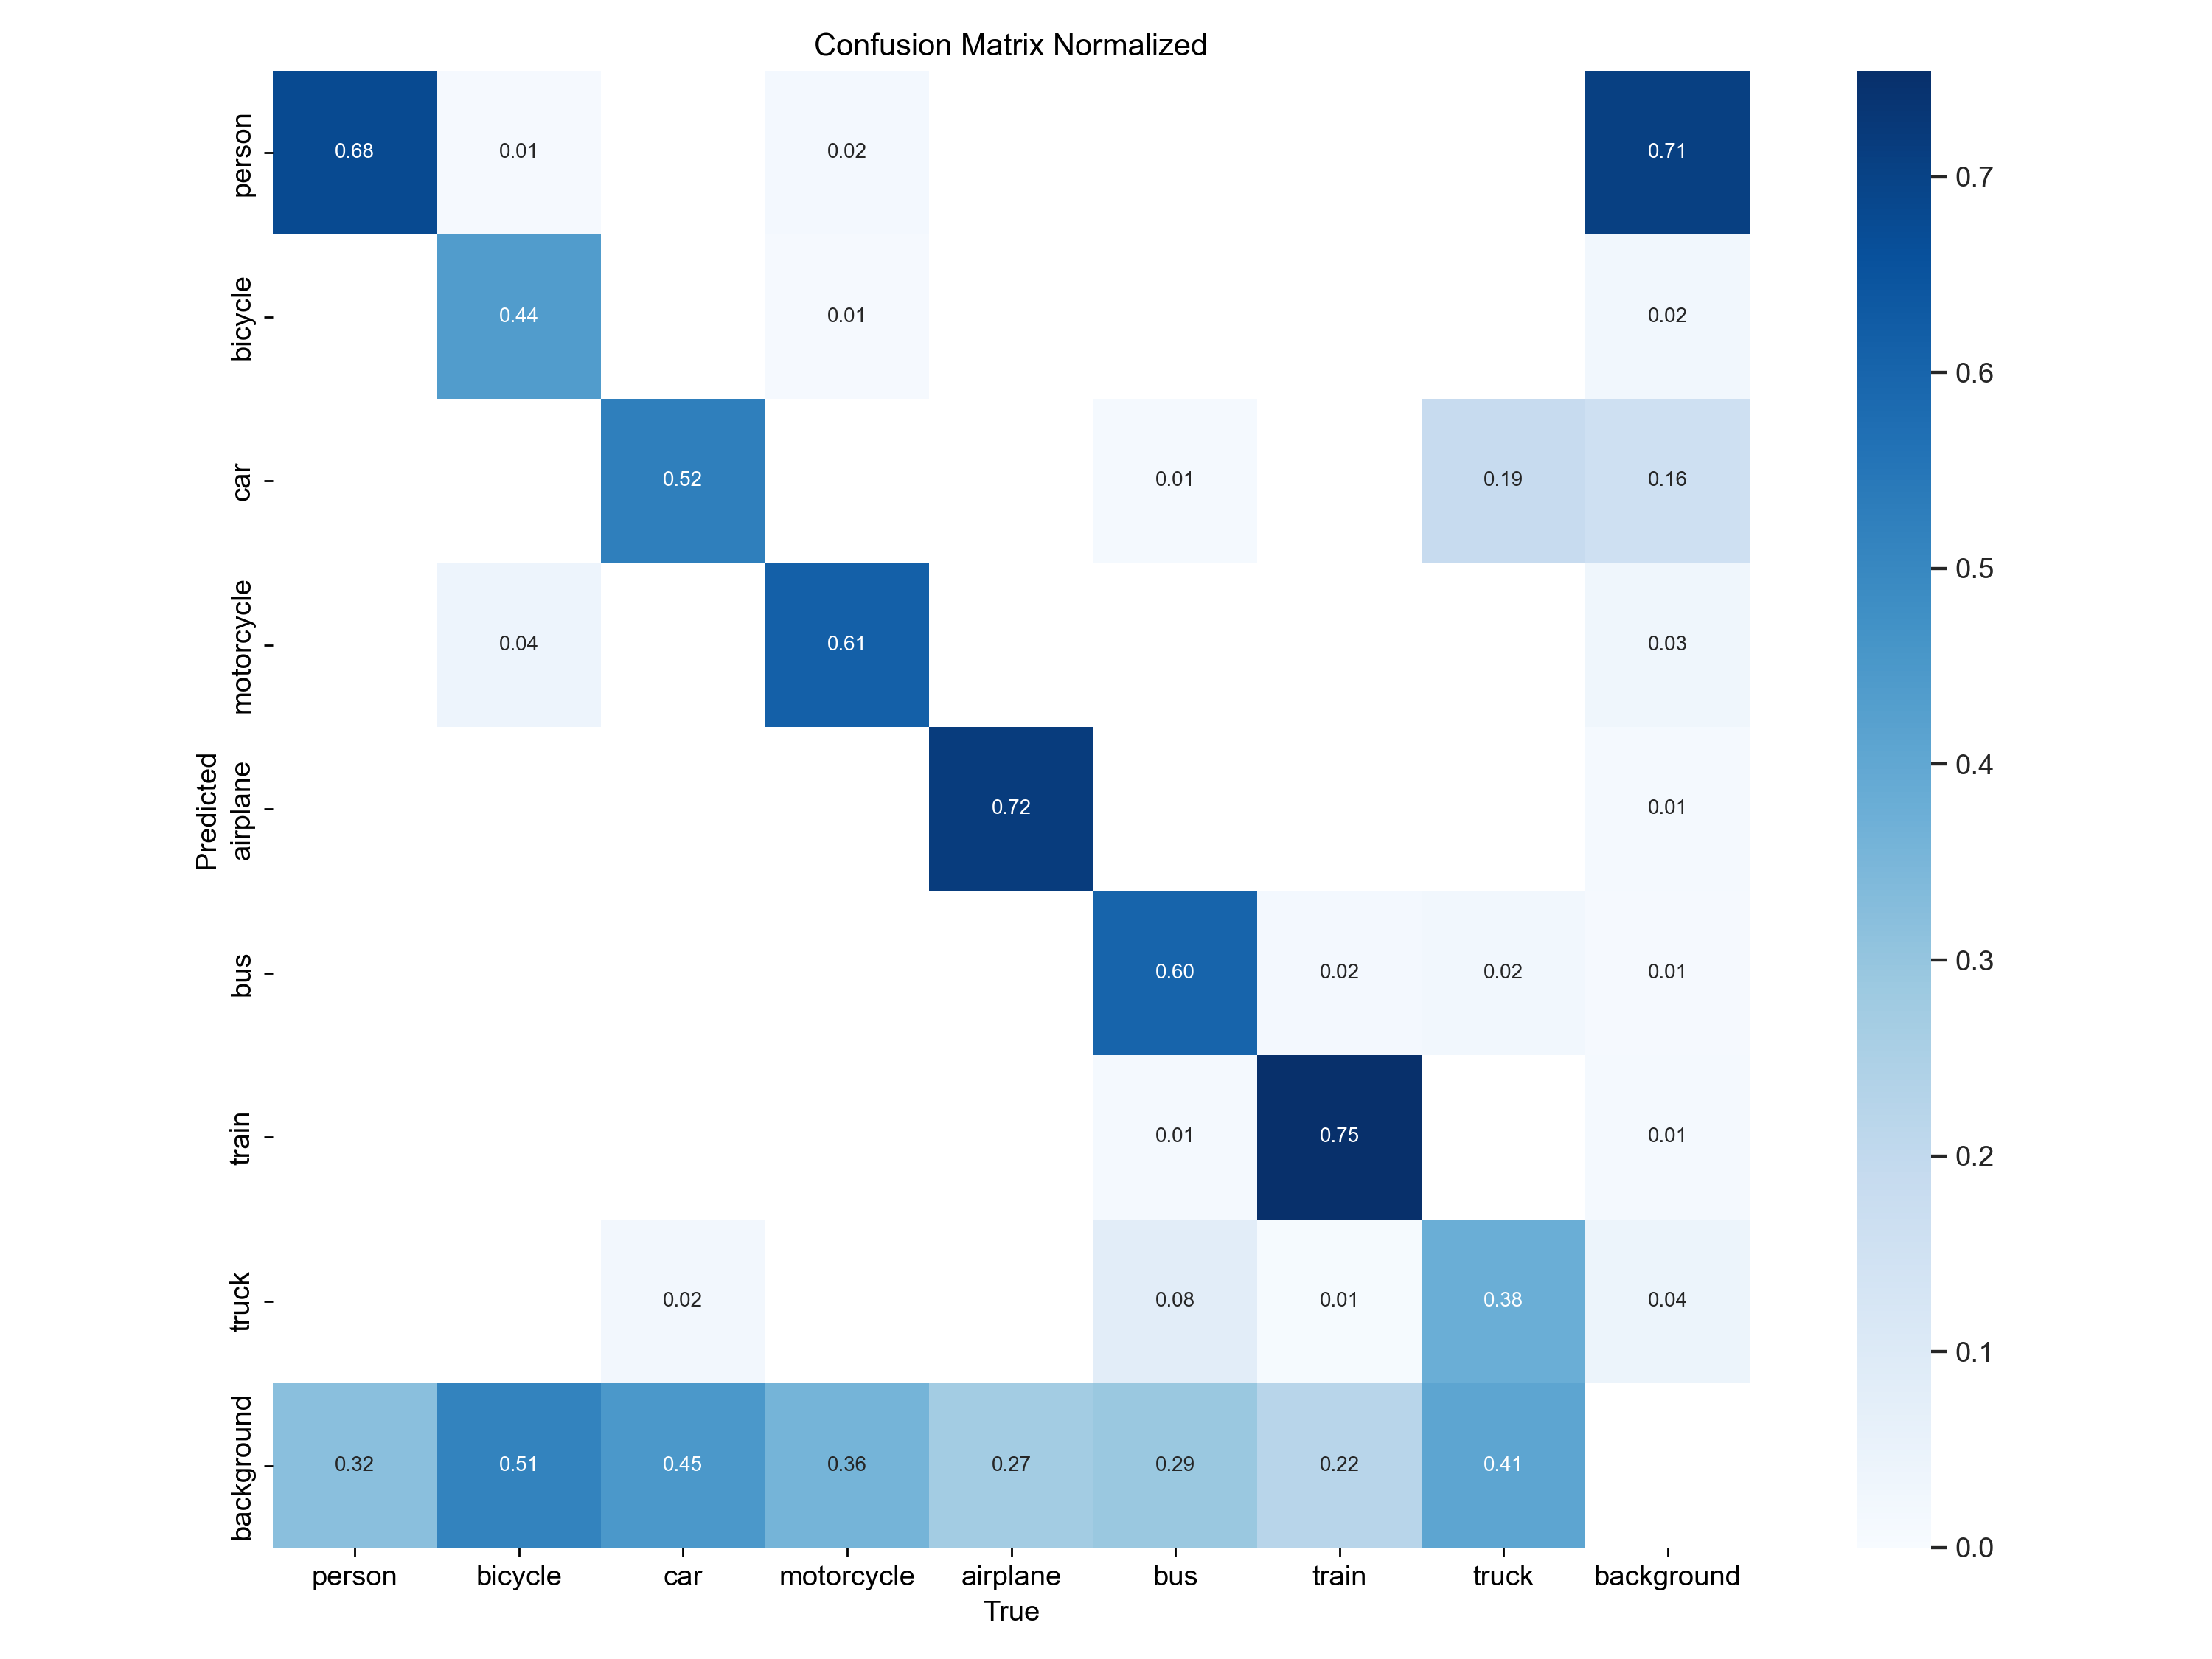 Confusion Matrix Normalized
person 0.68 0.01 0.02 0.71
bicycle 0.44 0.01 0.02
car 0.52 0.01 0.19 0.16
motorcycle 0.04 0.61 0.03
airplane 0.72 0.01
bus 0.60 0.02 0.02 0.01
train 0.01 0.75 0.01
truck 0.02 0.08 0.01 0.38 0.04
background 0.32 0.51 0.45 0.36 0.27 0.29 0.22 0.41
Predicted
person bicycle car motorcycle airplane bus train truck background
True
0.7
0.6
0.5
0.4
0.3
0.2
0.1
0.0